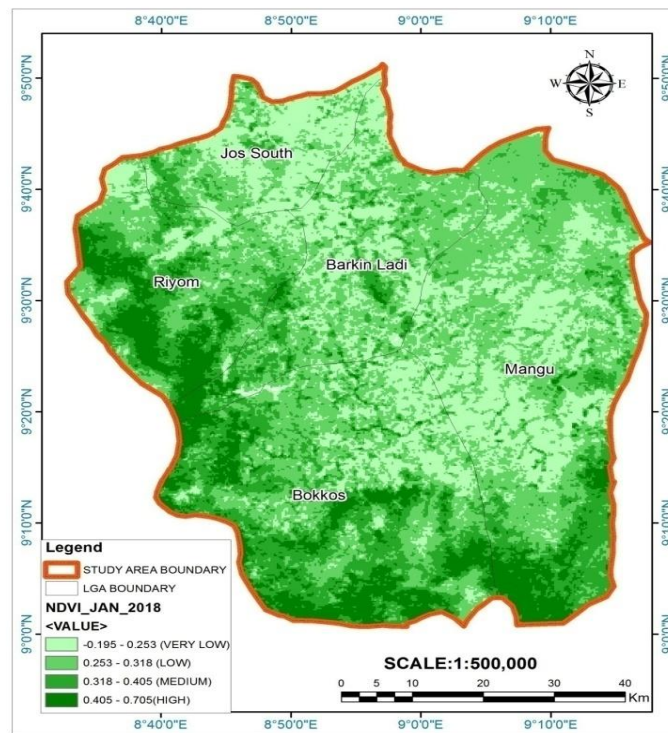 8°40'0"E 8°50'0"E 9°0'0"E 9°10'0"E
N
W E
S
9°50'0"N 9°50'0"N
Jos South
9°40'0"N 9°40'0"N
Barkin Ladi
Riyom
9°30'0"N 9°30'0"N
Mangu
9°20'0"N 9°20'0"N
Bokkos
9°10'0"N 9°10'0"N
Legend
STUDY AREA BOUNDARY
LGA BOUNDARY
NDVI_JAN_2018
<VALUE>
-0.195 - 0.253 (VERY LOW)
0.253 - 0.318 (LOW)
0.318 - 0.405 (MEDIUM)
0.405 - 0.705(HIGH)
9°0'0"N 9°0'0"N
SCALE:1:500,000
0 5 10 20 30 40
Km
8°40'0"E 8°50'0"E 9°0'0"E 9°10'0"E